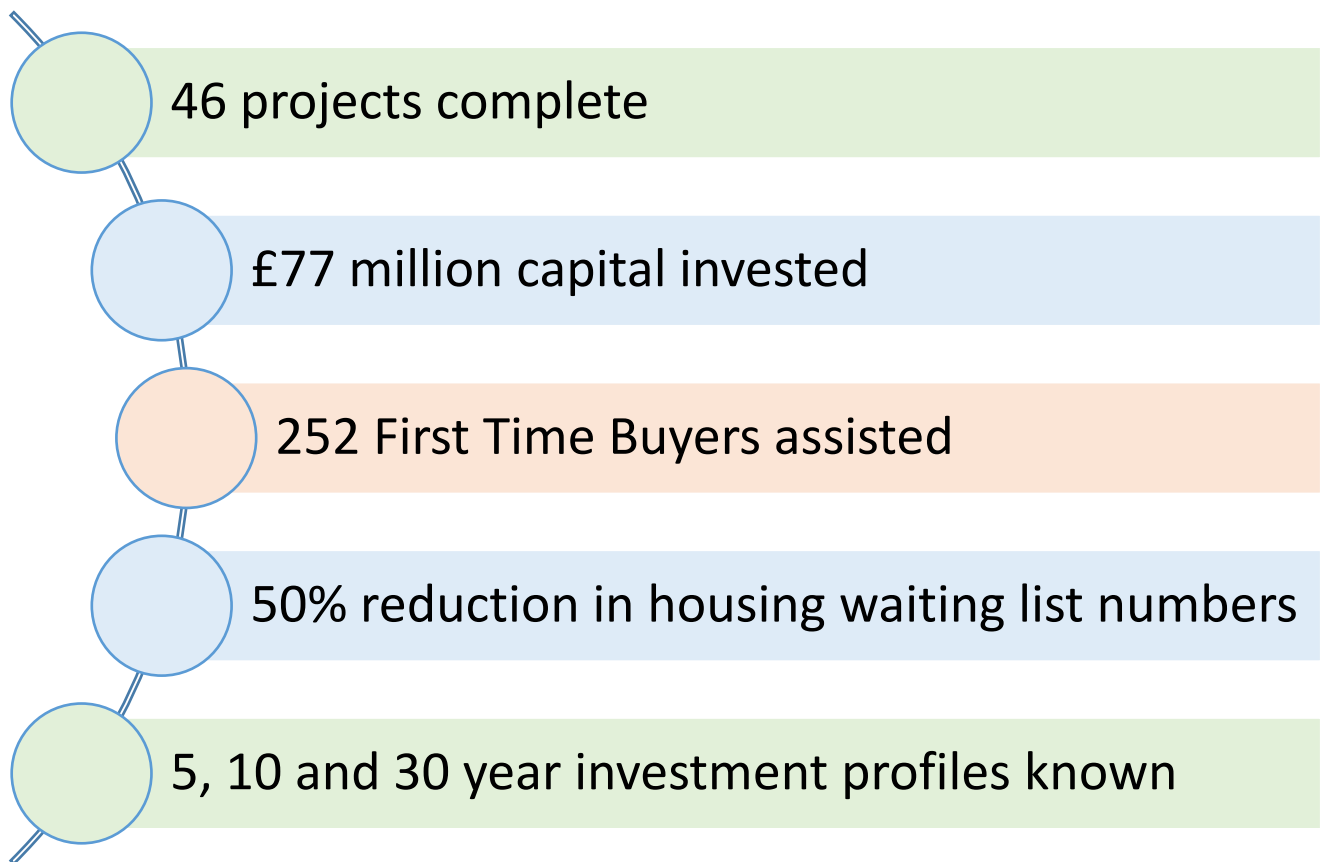 46 projects complete
£77 million capital invested
252 First Time Buyers assisted
50% reduction in housing waiting list numbers
5, 10 and 30 year investment profiles known